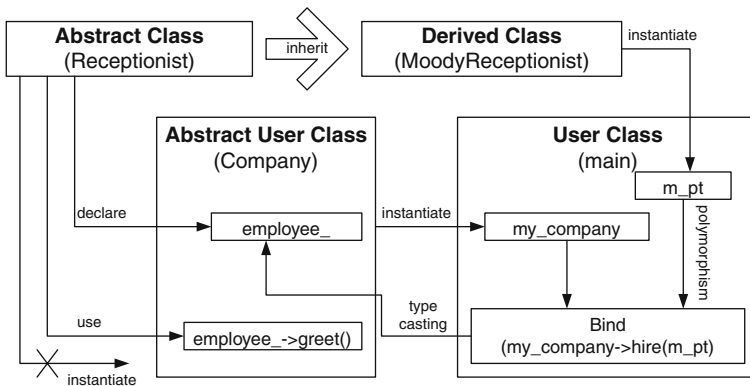 Abstract Class
(Receptionist)
inherit
Derived Class
(MoodyReceptionist)
instantiate
Abstract User Class
(Company)
User Class
(main)
m_pt
declare
employee_
instantiate
my_company
polymorphism
type
casting
use
employee_->greet()
Bind
(my_company->hire(m_pt)
instantiate